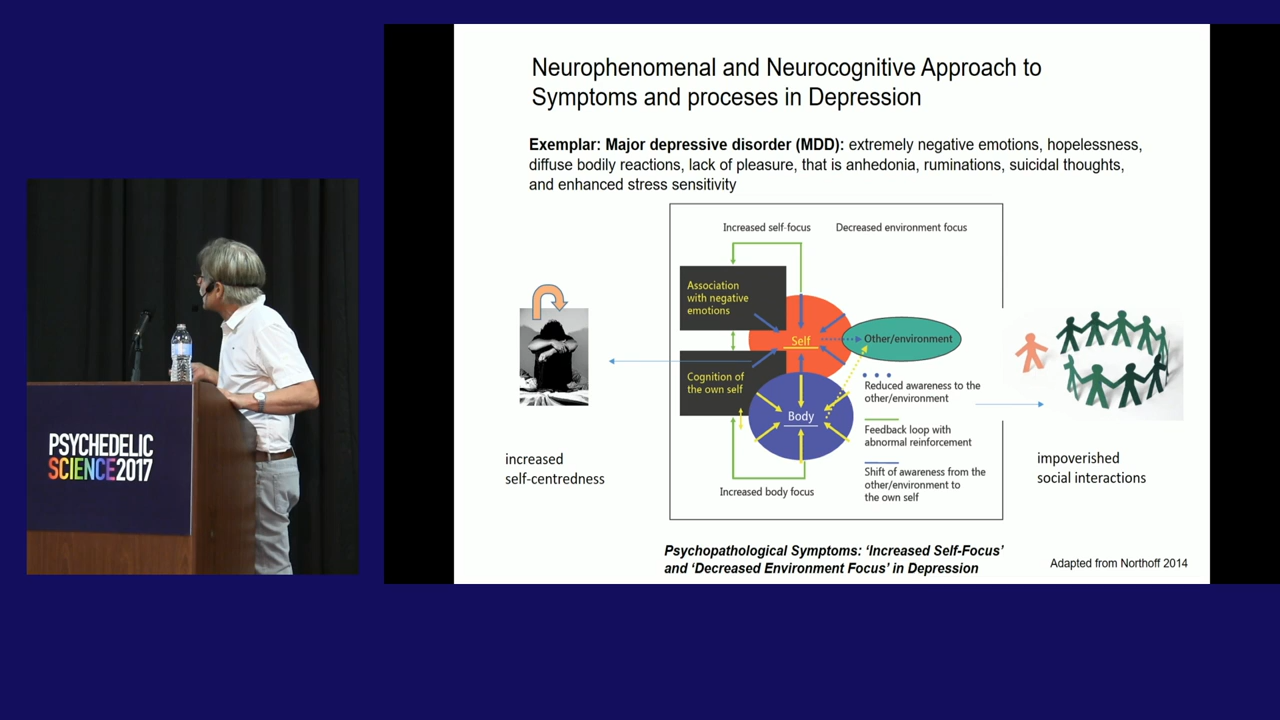 Neurophenomenal and Neurocognitive Approach to
Symptoms and proceses in Depression
Exemplar: Major depressive disorder (MDD): extremely negative emotions, hopelessness,
diffuse bodily reactions, lack of pleasure, that is anhedonia, ruminations, suicidal thoughts,
and enhanced stress sensitivity
Increased self-focus
Decreased environment focus
Association
with negative
emotions
Self
Other/environment
Cognition of
the own self
Body
Reduced awareness to the
other/environment
Feedback loop with
abnormal reinforcement
Shift of awareness from the
other/environment to
the own self
Increased body focus
increased
self-centredness
impoverished
social interactions
Psychopathological Symptoms: ‘Increased Self-Focus’
and ‘Decreased Environment Focus’ in Depression
Adapted from Northoff 2014
PSYCHEDELIC
SCIENCE2017